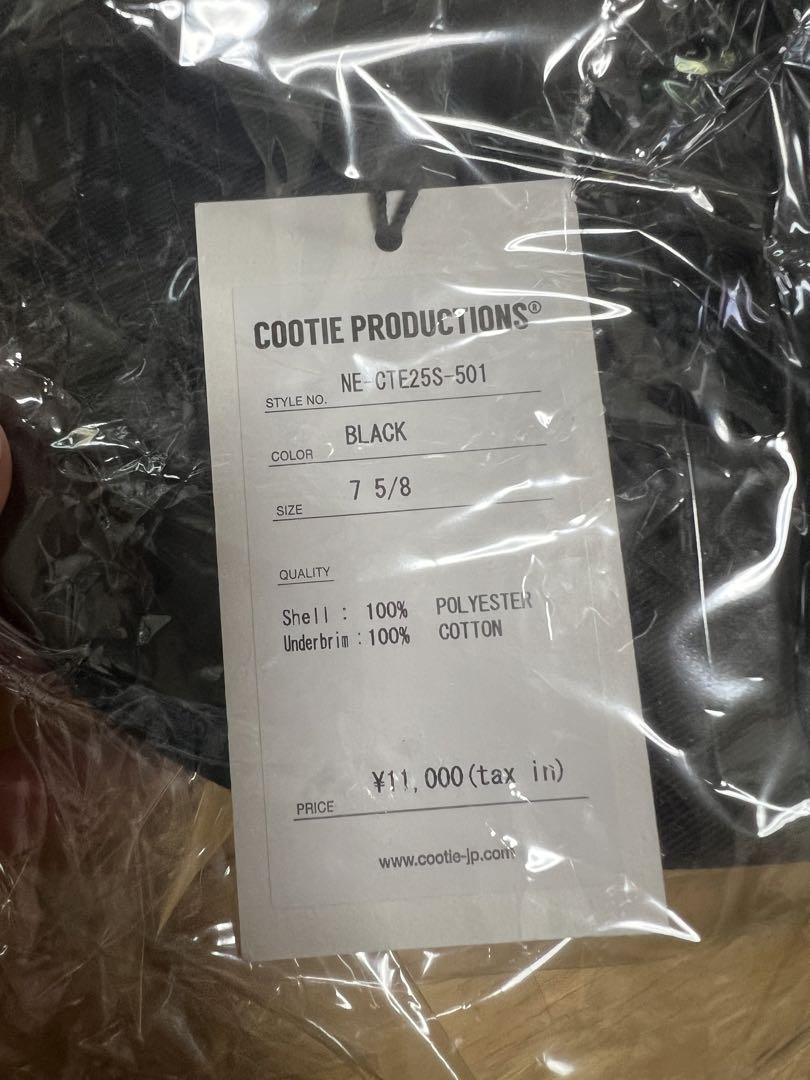 COOTIE PRODUCTIONS®
STYLE NO. NE-CTE25S-501
COLOR BLACK
SIZE 7 5/8
QUALITY
Shell : 100% POLYESTER
Underbrim : 100% COTTON
PRICE ¥11,000(tax in)
www.cootie-jp.com